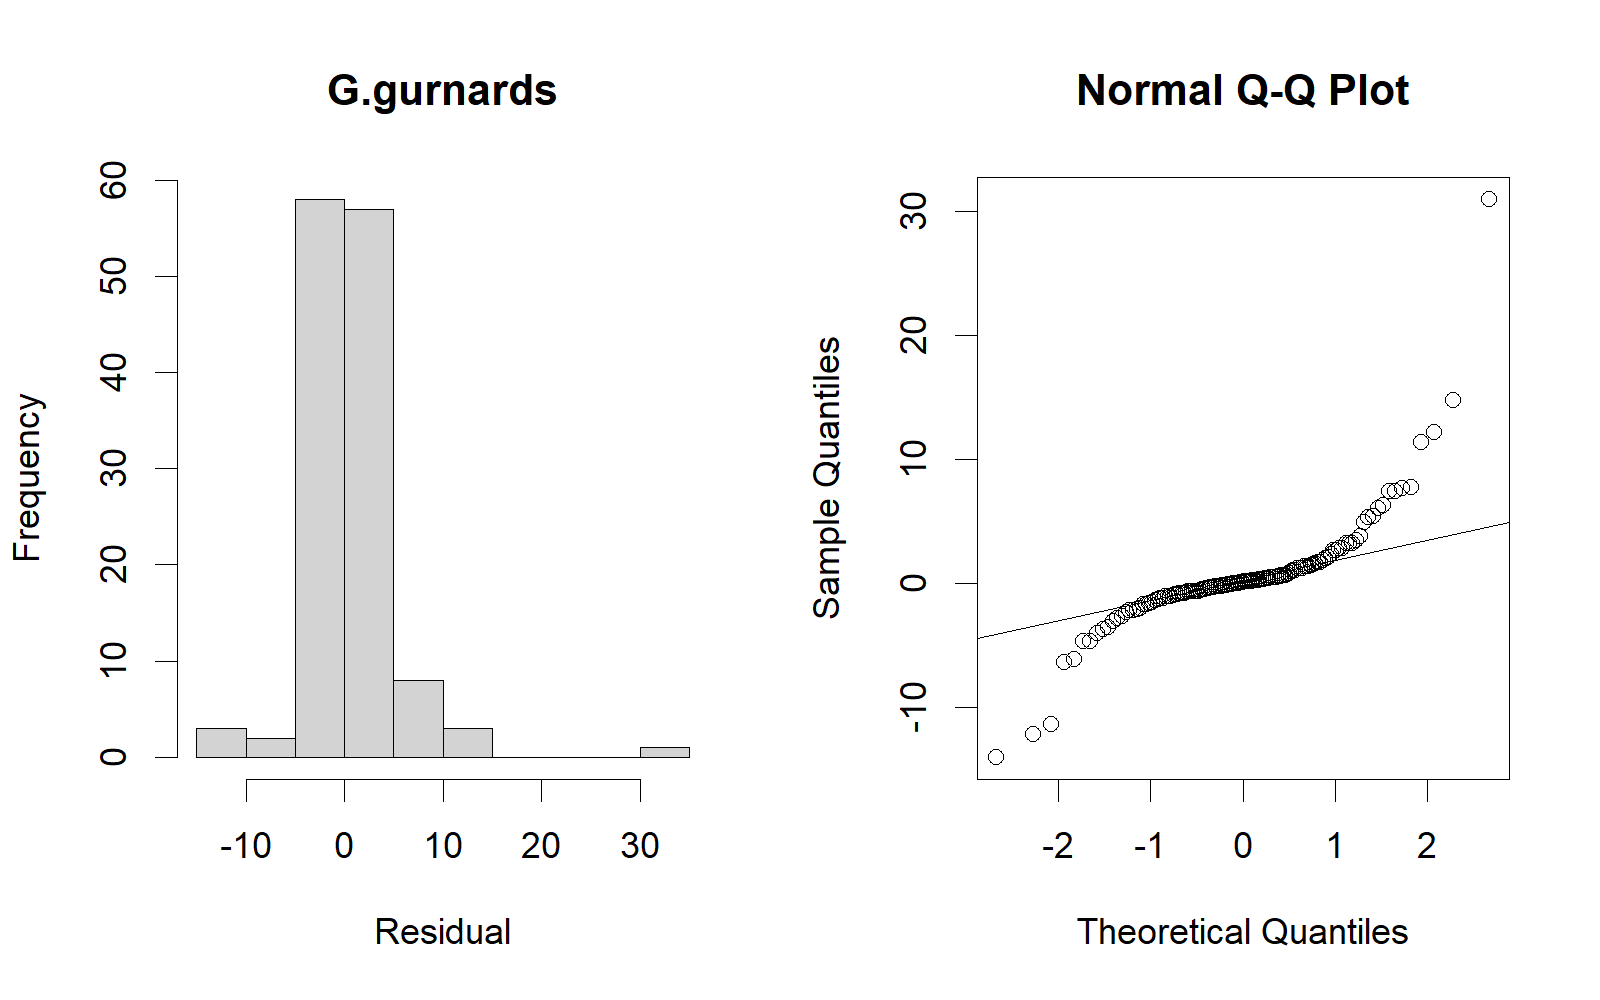 G.gurnards
Frequency
60
50
40
30
20
10
0
-10 0 10 20 30
Residual
Normal Q-Q Plot
Sample Quantiles
30
20
10
0
-10
-2 -1 0 1 2
Theoretical Quantiles